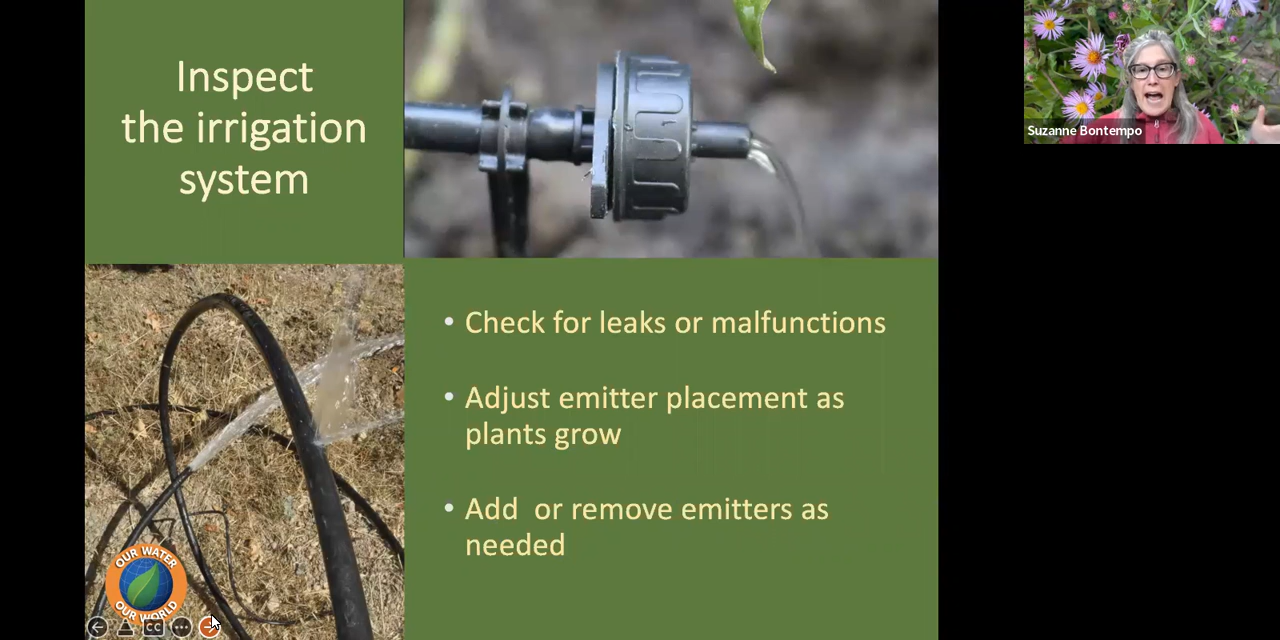 Inspect
the irrigation
system
Suzanne Bontempo
• Check for leaks or malfunctions
• Adjust emitter placement as
plants grow
• Add  or remove emitters as
needed
OUR WATER
OUR WORLD
CC